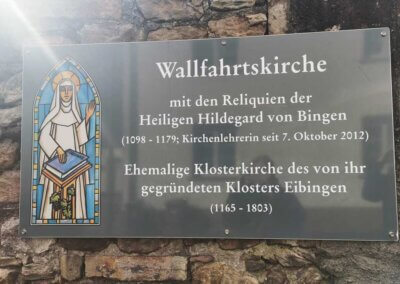 Wallfahrtskirche
mit den Reliquien der
Heiligen Hildegard von Bingen
(1098 - 1179; Kirchenlehrerin seit 7. Oktober 2012)
Ehemalige Klosterkirche des von ihr
gegründeten Klosters Eibingen
(1165 - 1803)